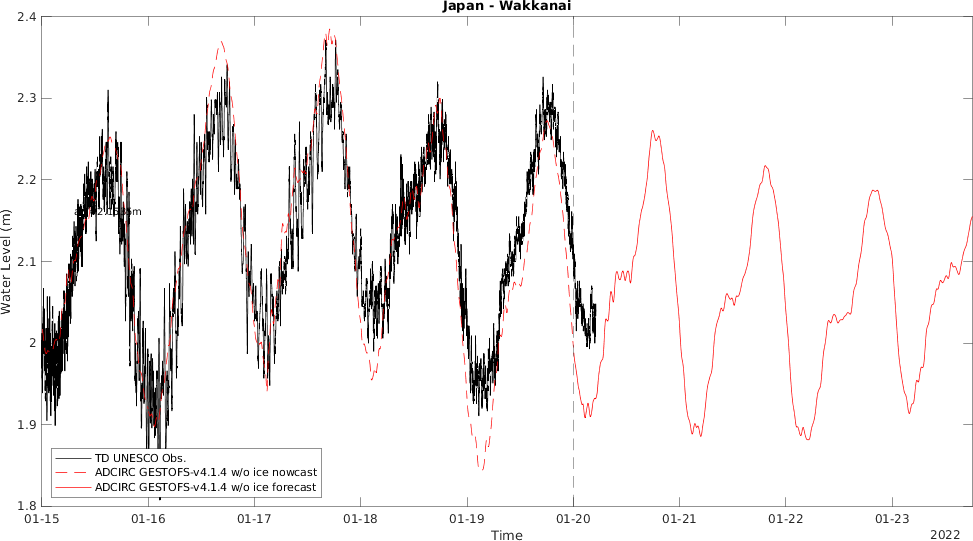 Japan - Wakkanai
2.4
2.3
2.2
2.1
2
1.9
1.8
Water Level (m)
TD UNESCO Obs.
ADCIRC GESTOFS-v4.1.4 w/o ice nowcast
ADCIRC GESTOFS-v4.1.4 w/o ice forecast
01-15 01-16 01-17 01-18 01-19 01-20 01-21 01-22 01-23
Time
2022